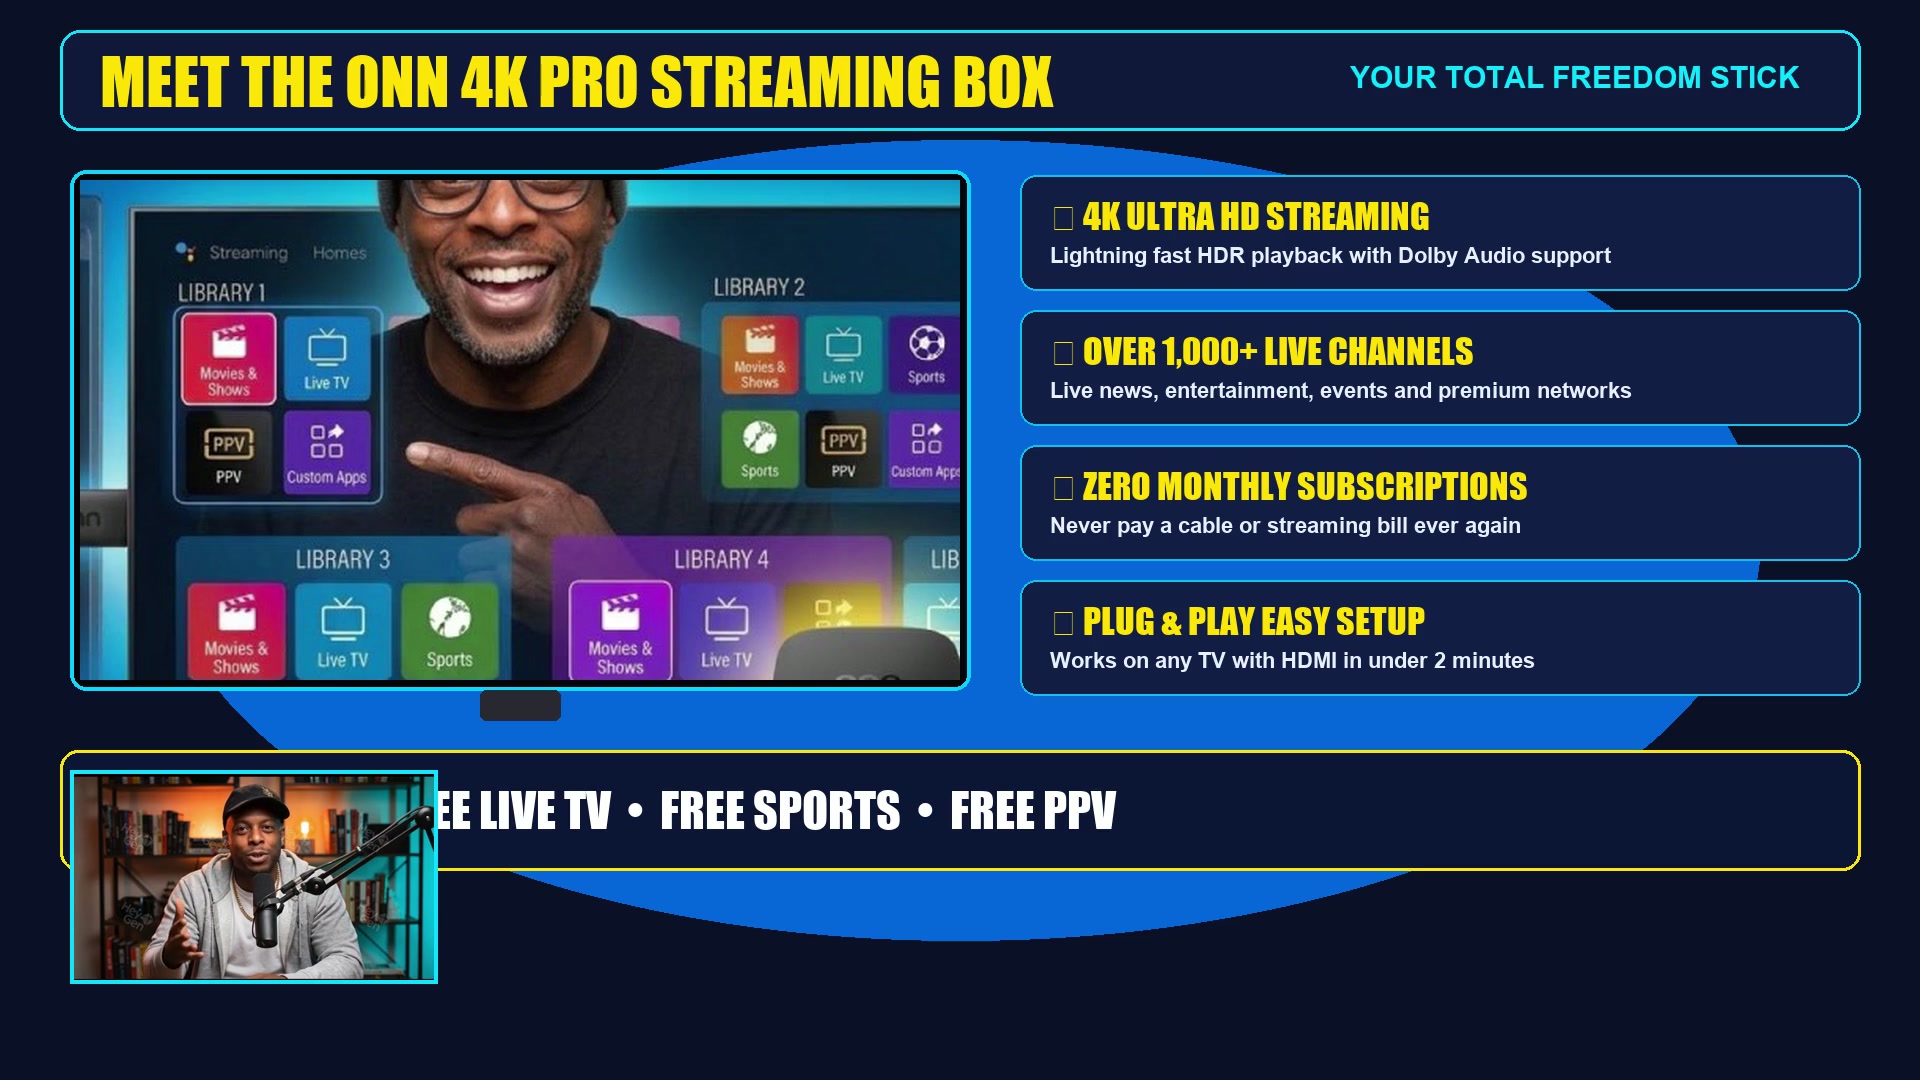 MEET THE ONN 4K PRO STREAMING BOX
YOUR TOTAL FREEDOM STICK
Streaming Homes
LIBRARY 1
Movies & Shows
Live TV
PPV
PPV
Custom Apps
LIBRARY 2
Movies & Shows
Live TV
Sports
Sports
PPV
PPV
Custom Apps
LIBRARY 3
Movies & Shows
Live TV
Sports
LIBRARY 4
Movies & Shows
Live TV
LIB
4K ULTRA HD STREAMING
Lightning fast HDR playback with Dolby Audio support
OVER 1,000+ LIVE CHANNELS
Live news, entertainment, events and premium networks
ZERO MONTHLY SUBSCRIPTIONS
Never pay a cable or streaming bill ever again
PLUG & PLAY EASY SETUP
Works on any TV with HDMI in under 2 minutes
EE LIVE TV • FREE SPORTS • FREE PPV
HeyGen